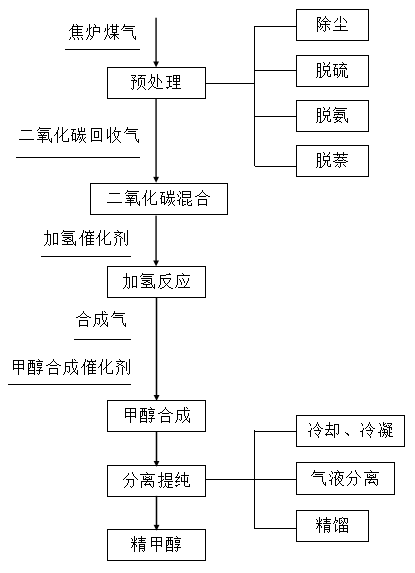 焦炉煤气
预处理
除尘
脱硫
脱氨
脱萘
二氧化碳回收气
二氧化碳混合
加氢催化剂
加氢反应
合成气
甲醇合成催化剂
甲醇合成
分离提纯
冷却、冷凝
气液分离
精馏
精甲醇